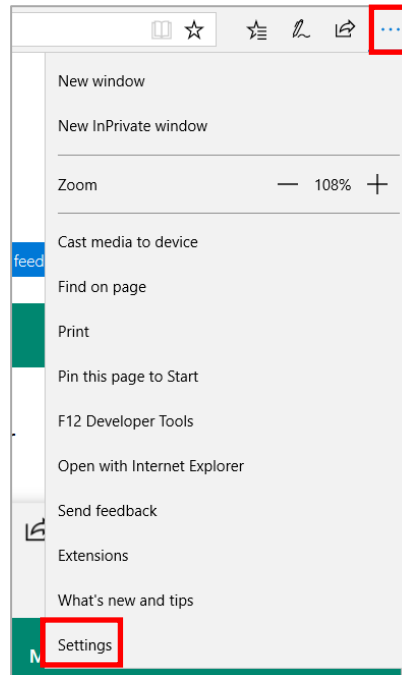 New window
New InPrivate window
Zoom — 108% +
Cast media to device
feed
Find on page
Print
Pin this page to Start
F12 Developer Tools
Open with Internet Explorer
Send feedback
Extensions
What's new and tips
Settings
M